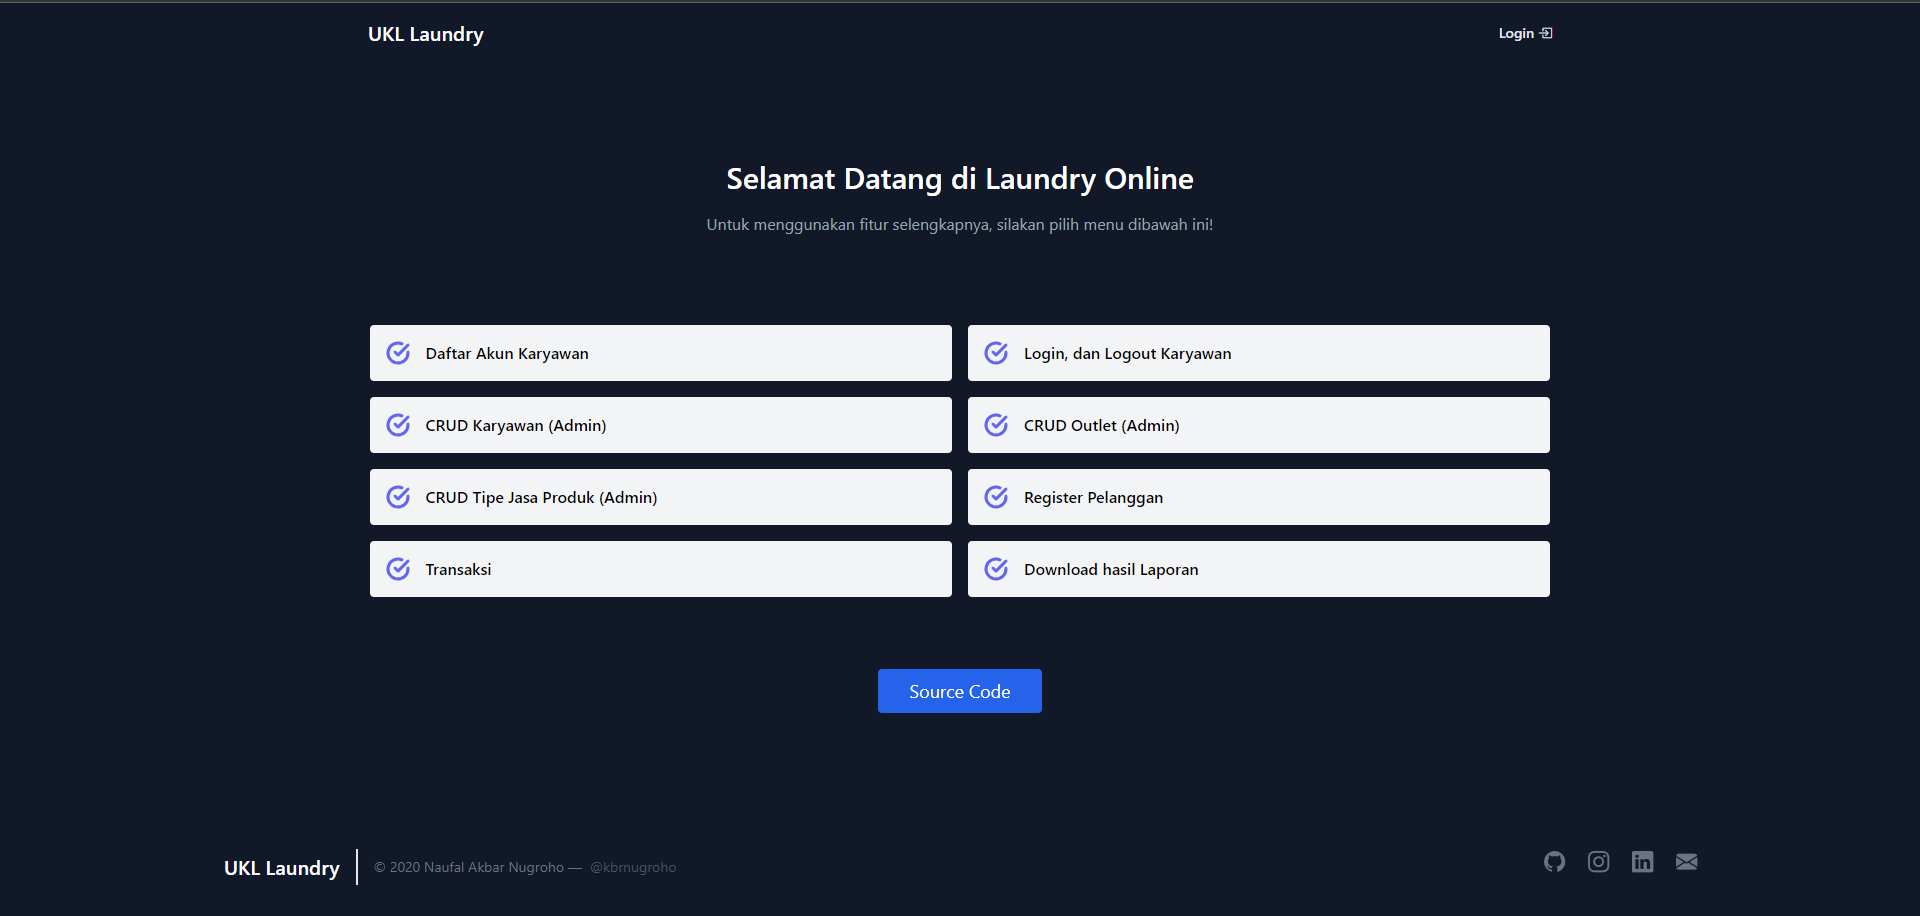 UKL Laundry
Login
Selamat Datang di Laundry Online
Untuk menggunakan fitur selengkapnya, silakan pilih menu dibawah ini!
Daftar Akun Karyawan
Login, dan Logout Karyawan
CRUD Karyawan (Admin)
CRUD Outlet (Admin)
CRUD Tipe Jasa Produk (Admin)
Register Pelanggan
Transaksi
Download hasil Laporan
Source Code
UKL Laundry
© 2020 Naufal Akbar Nugroho — @kbrnugroho